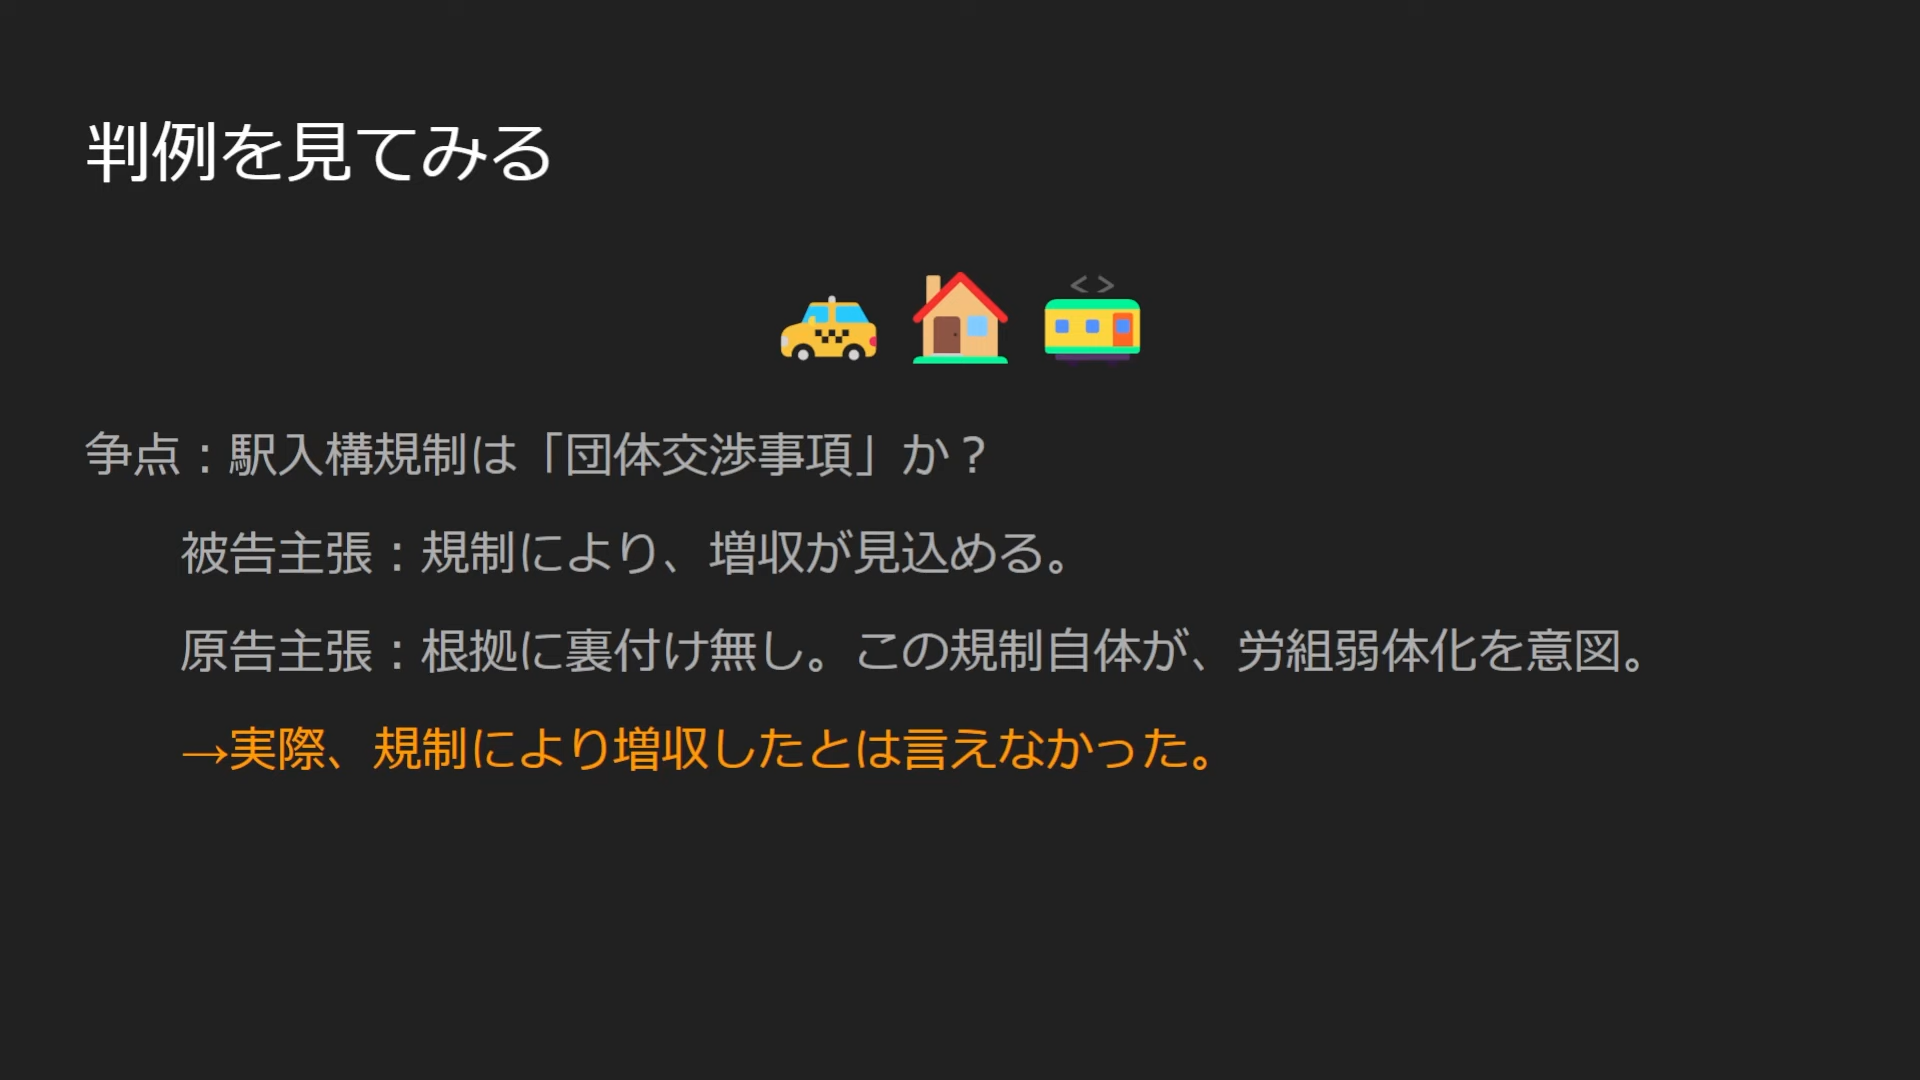 判例を見てみる
争点：駅入構規制は「団体交渉事項」か？
被告主張：規制により、増収が見込める。
原告主張：根拠に裏付け無し。この規制自体が、労組弱体化を意図。
→実際、規制により増収したとは言えなかった。